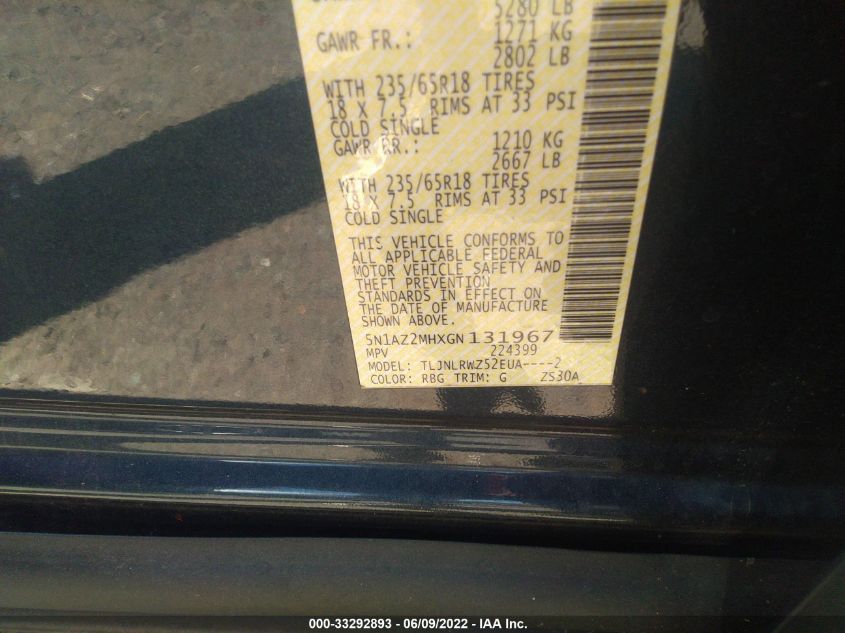 5280 LB
GAWR FR.: 1271 KG
2802 LB
WITH 235/65R18 TIRES
18 X 7.5 RIMS AT 33 PSI
COLD SINGLE
GAWR RR.: 1210 KG
2667 LB
WITH 235/65R18 TIRES
18 X 7.5 RIMS AT 33 PSI
COLD SINGLE
THIS VEHICLE CONFORMS TO
ALL APPLICABLE FEDERAL
MOTOR VEHICLE SAFETY AND
THEFT PREVENTION
STANDARDS IN EFFECT ON
THE DATE OF MANUFACTURE
SHOWN ABOVE.
5N1AZ2MHXGN131967
MPV 224399
MODEL: TLJNLRWZ52EUA----2
COLOR: RBG TRIM: G ZS30A
000-33292893 - 06/09/2022 - IAA Inc.